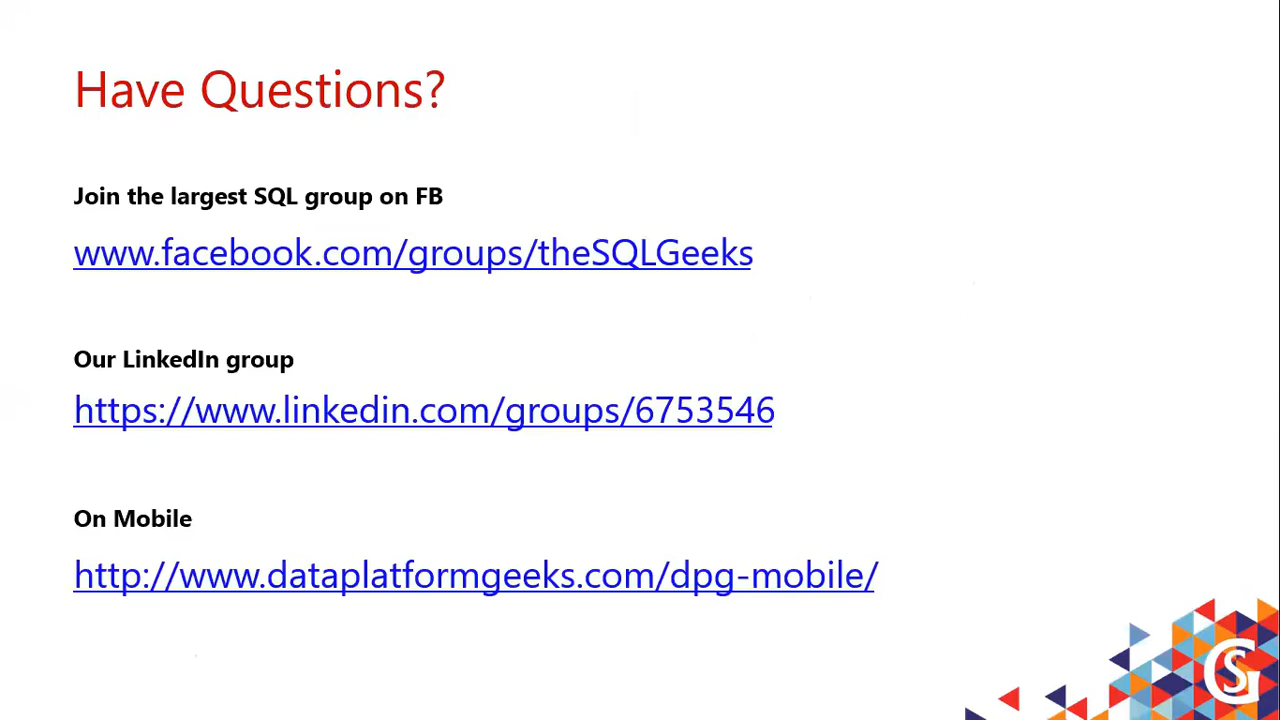 Have Questions?
Join the largest SQL group on FB
www.facebook.com/groups/theSQLGeeks
Our LinkedIn group
https://www.linkedin.com/groups/6753546
On Mobile
http://www.dataplatformgeeks.com/dpg-mobile/
SG